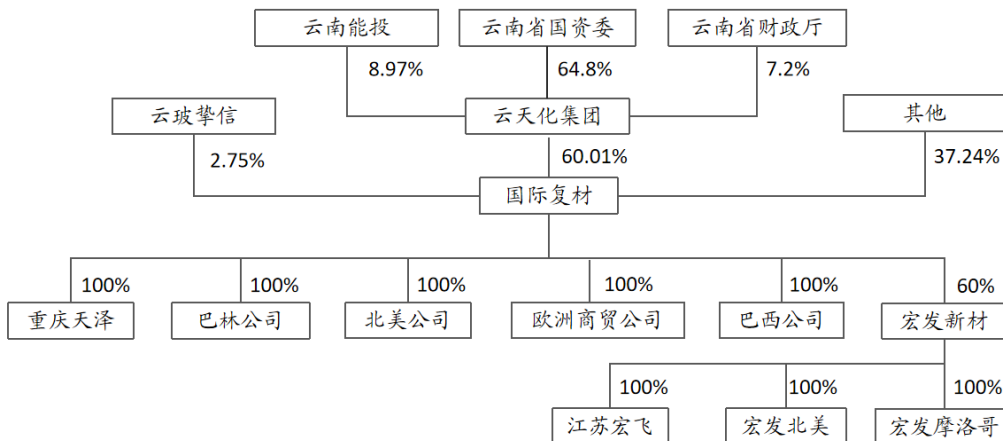 云南能投
云南省国资委
云南省财政厅
8.97%
64.8%
7.2%
云玻挚信
云天化集团
其他
2.75%
60.01%
37.24%
国际复材
100%
100%
100%
100%
100%
60%
重庆天泽
巴林公司
北美公司
欧洲商贸公司
巴西公司
宏发新材
100%
100%
100%
江苏宏飞
宏发北美
宏发摩洛哥